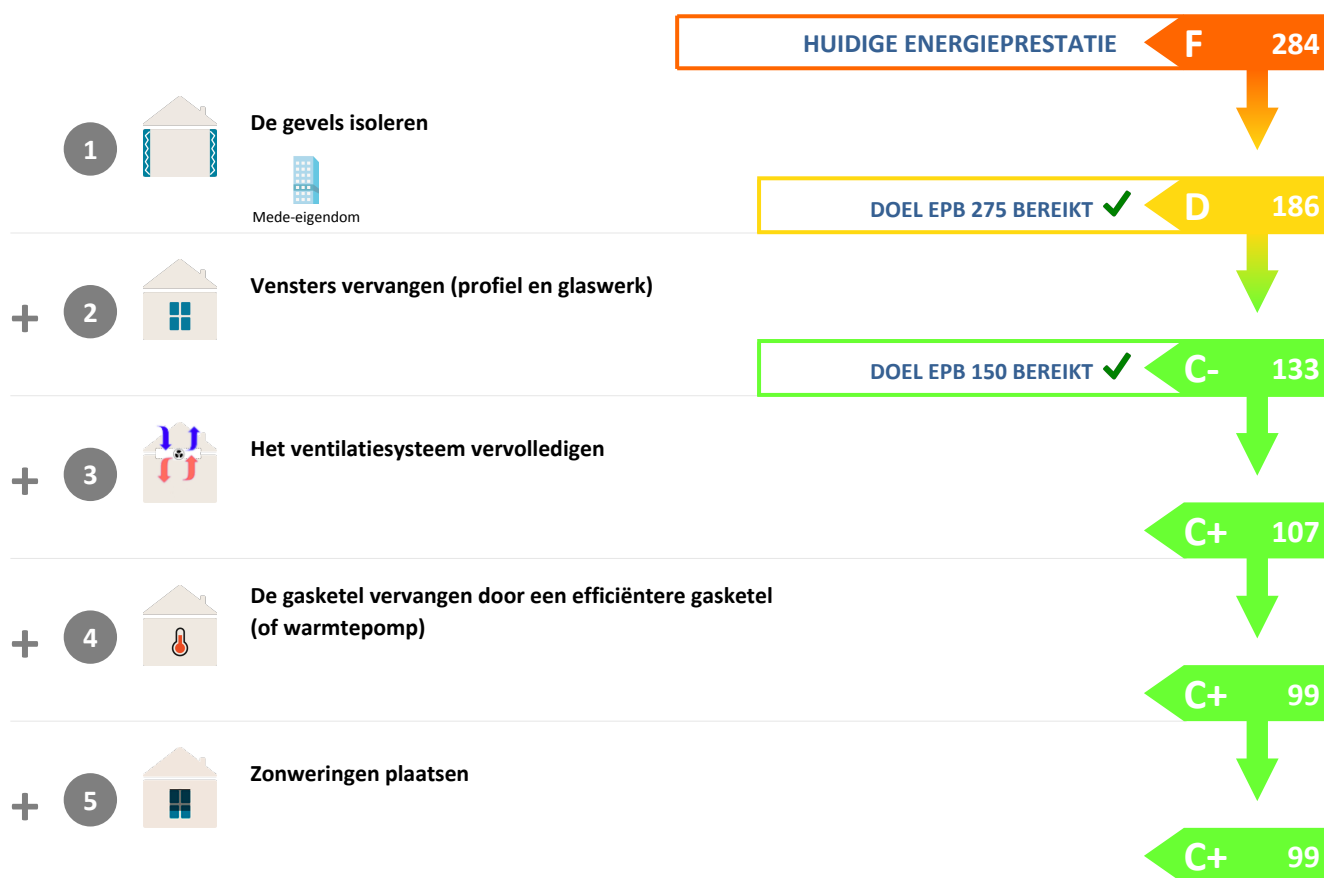 HUIDIGE ENERGIEPRESTATIE F 284
1 De gevels isoleren
Mede-eigendom
DOEL EPB 275 BEREIKT D 186
+ 2 Vensters vervangen (profiel en glaswerk)
DOEL EPB 150 BEREIKT C- 133
+ 3 Het ventilatiesysteem vervolledigen
C+ 107
+ 4 De gasketel vervangen door een efficiëntere gasketel
(of warmtepomp)
C+ 99
+ 5 Zonweringen plaatsen
C+ 99